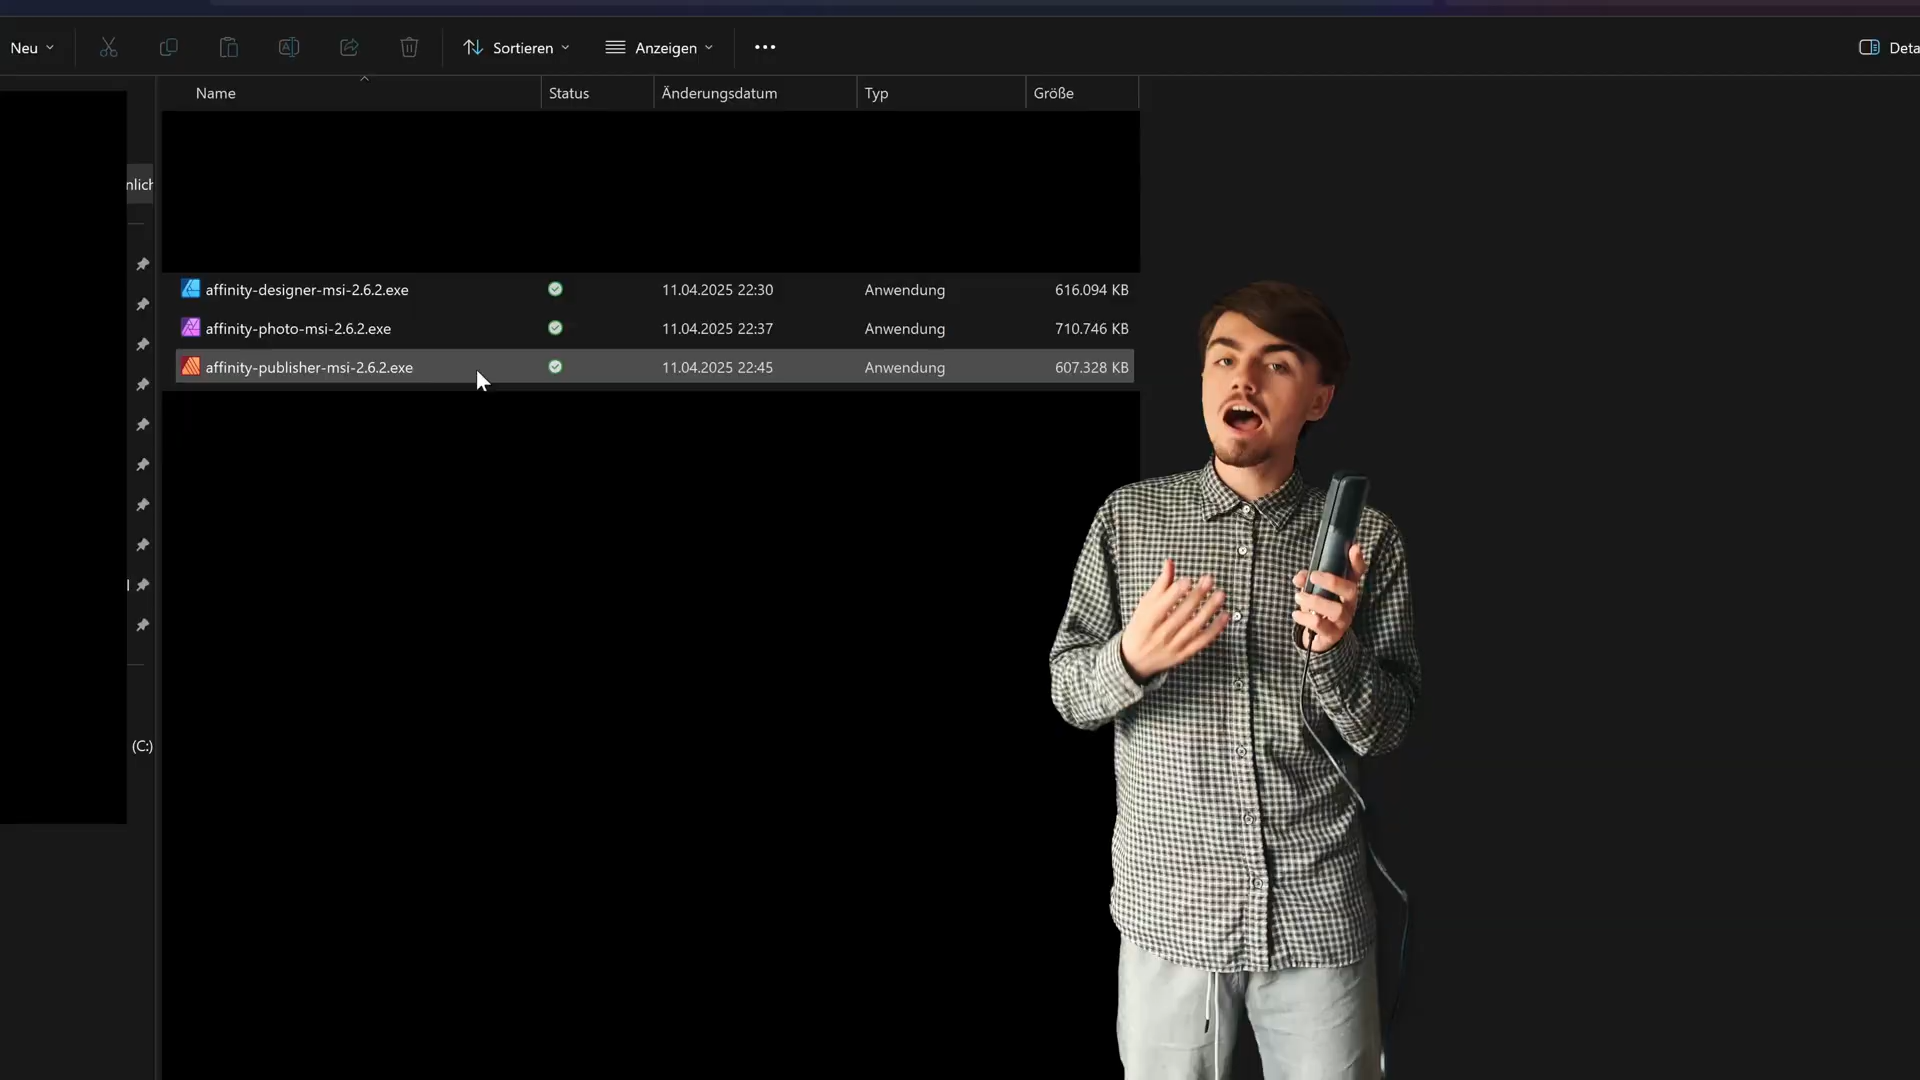 Neu
Sortieren
Anzeigen
Name Status Änderungsdatum Typ Größe
affinity-designer-msi-2.6.2.exe 11.04.2025 22:30 Anwendung 616.094 KB
affinity-photo-msi-2.6.2.exe 11.04.2025 22:37 Anwendung 710.746 KB
affinity-publisher-msi-2.6.2.exe 11.04.2025 22:45 Anwendung 607.328 KB
(C:)